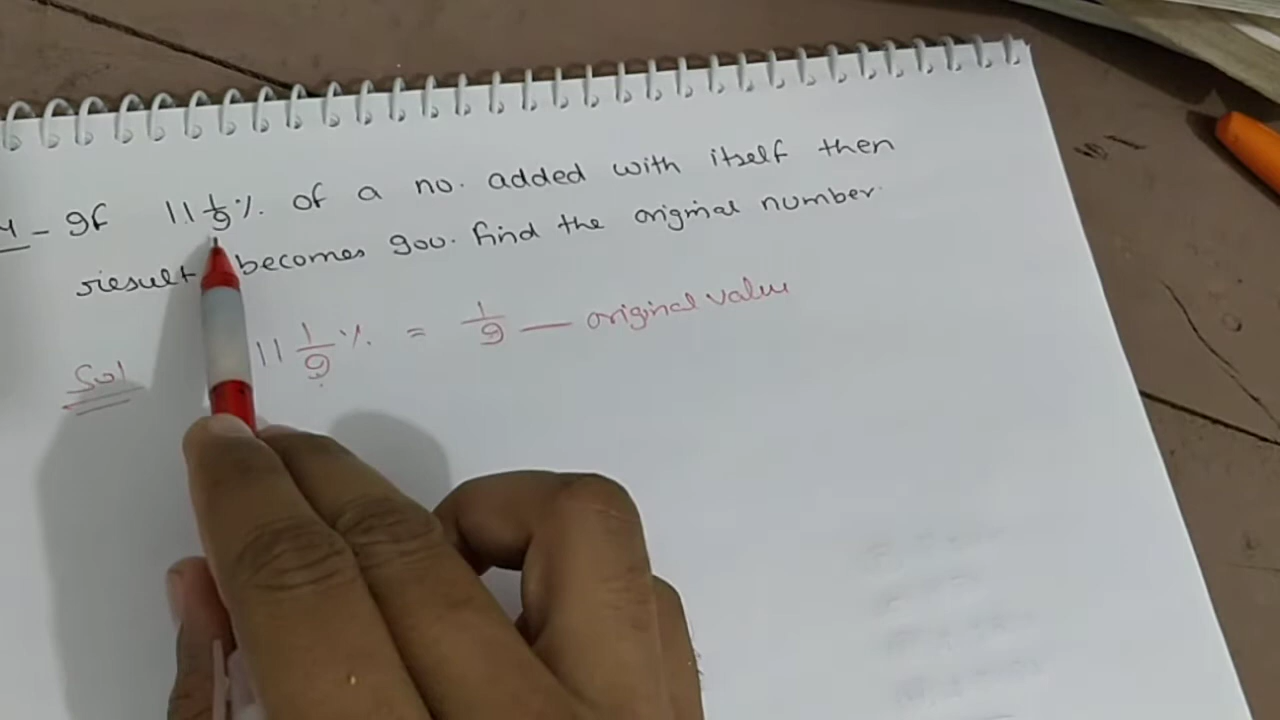 - If 11 1/9 % of a no. added with itself then
result becomes 900. find the original number.
Sol 11 1/9 % = 1/9 — original value